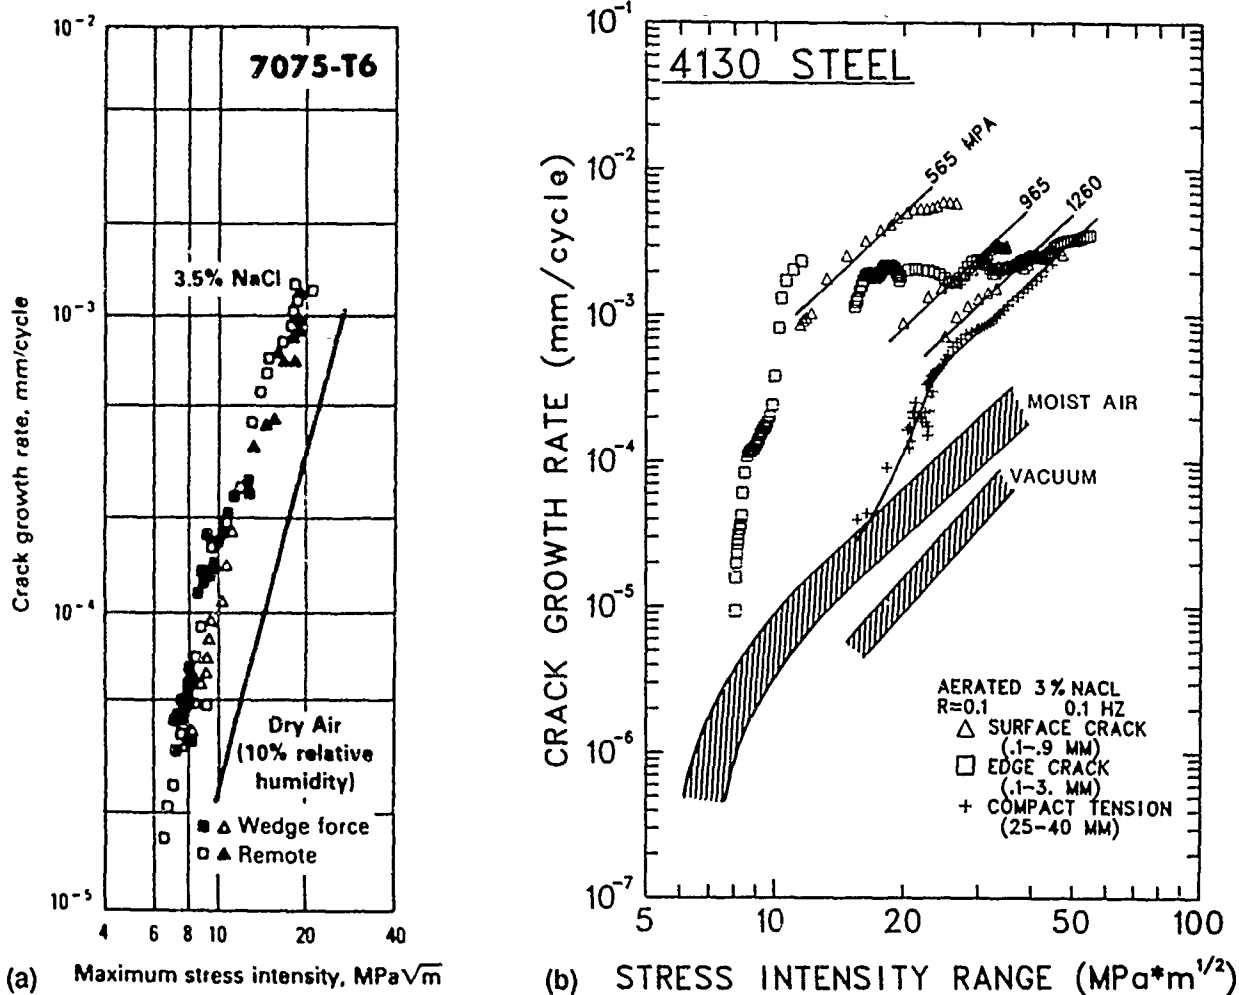 10⁻²
7075-T6
3.5% NaCl
10⁻³
Crack growth rate, mm/cycle
10⁻⁴
Dry Air
(10% relative
humidity)
■ △ Wedge force
□ ▲ Remote
10⁻⁵
4 6 8 10 20 40
(a) Maximum stress intensity, MPa√m
10⁻¹
4130 STEEL
565 MPA
965
1260
10⁻²
CRACK GROWTH RATE (mm/cycle)
10⁻³
MOIST AIR
10⁻⁴
VACUUM
10⁻⁵
AERATED 3% NACL
R=0.1 0.1 HZ
△ SURFACE CRACK
(.1-.9 MM)
□ EDGE CRACK
(.1-3. MM)
+ COMPACT TENSION
(25-40 MM)
10⁻⁶
10⁻⁷
5 10 20 50 100
(b) STRESS INTENSITY RANGE (MPa*m^1/2)